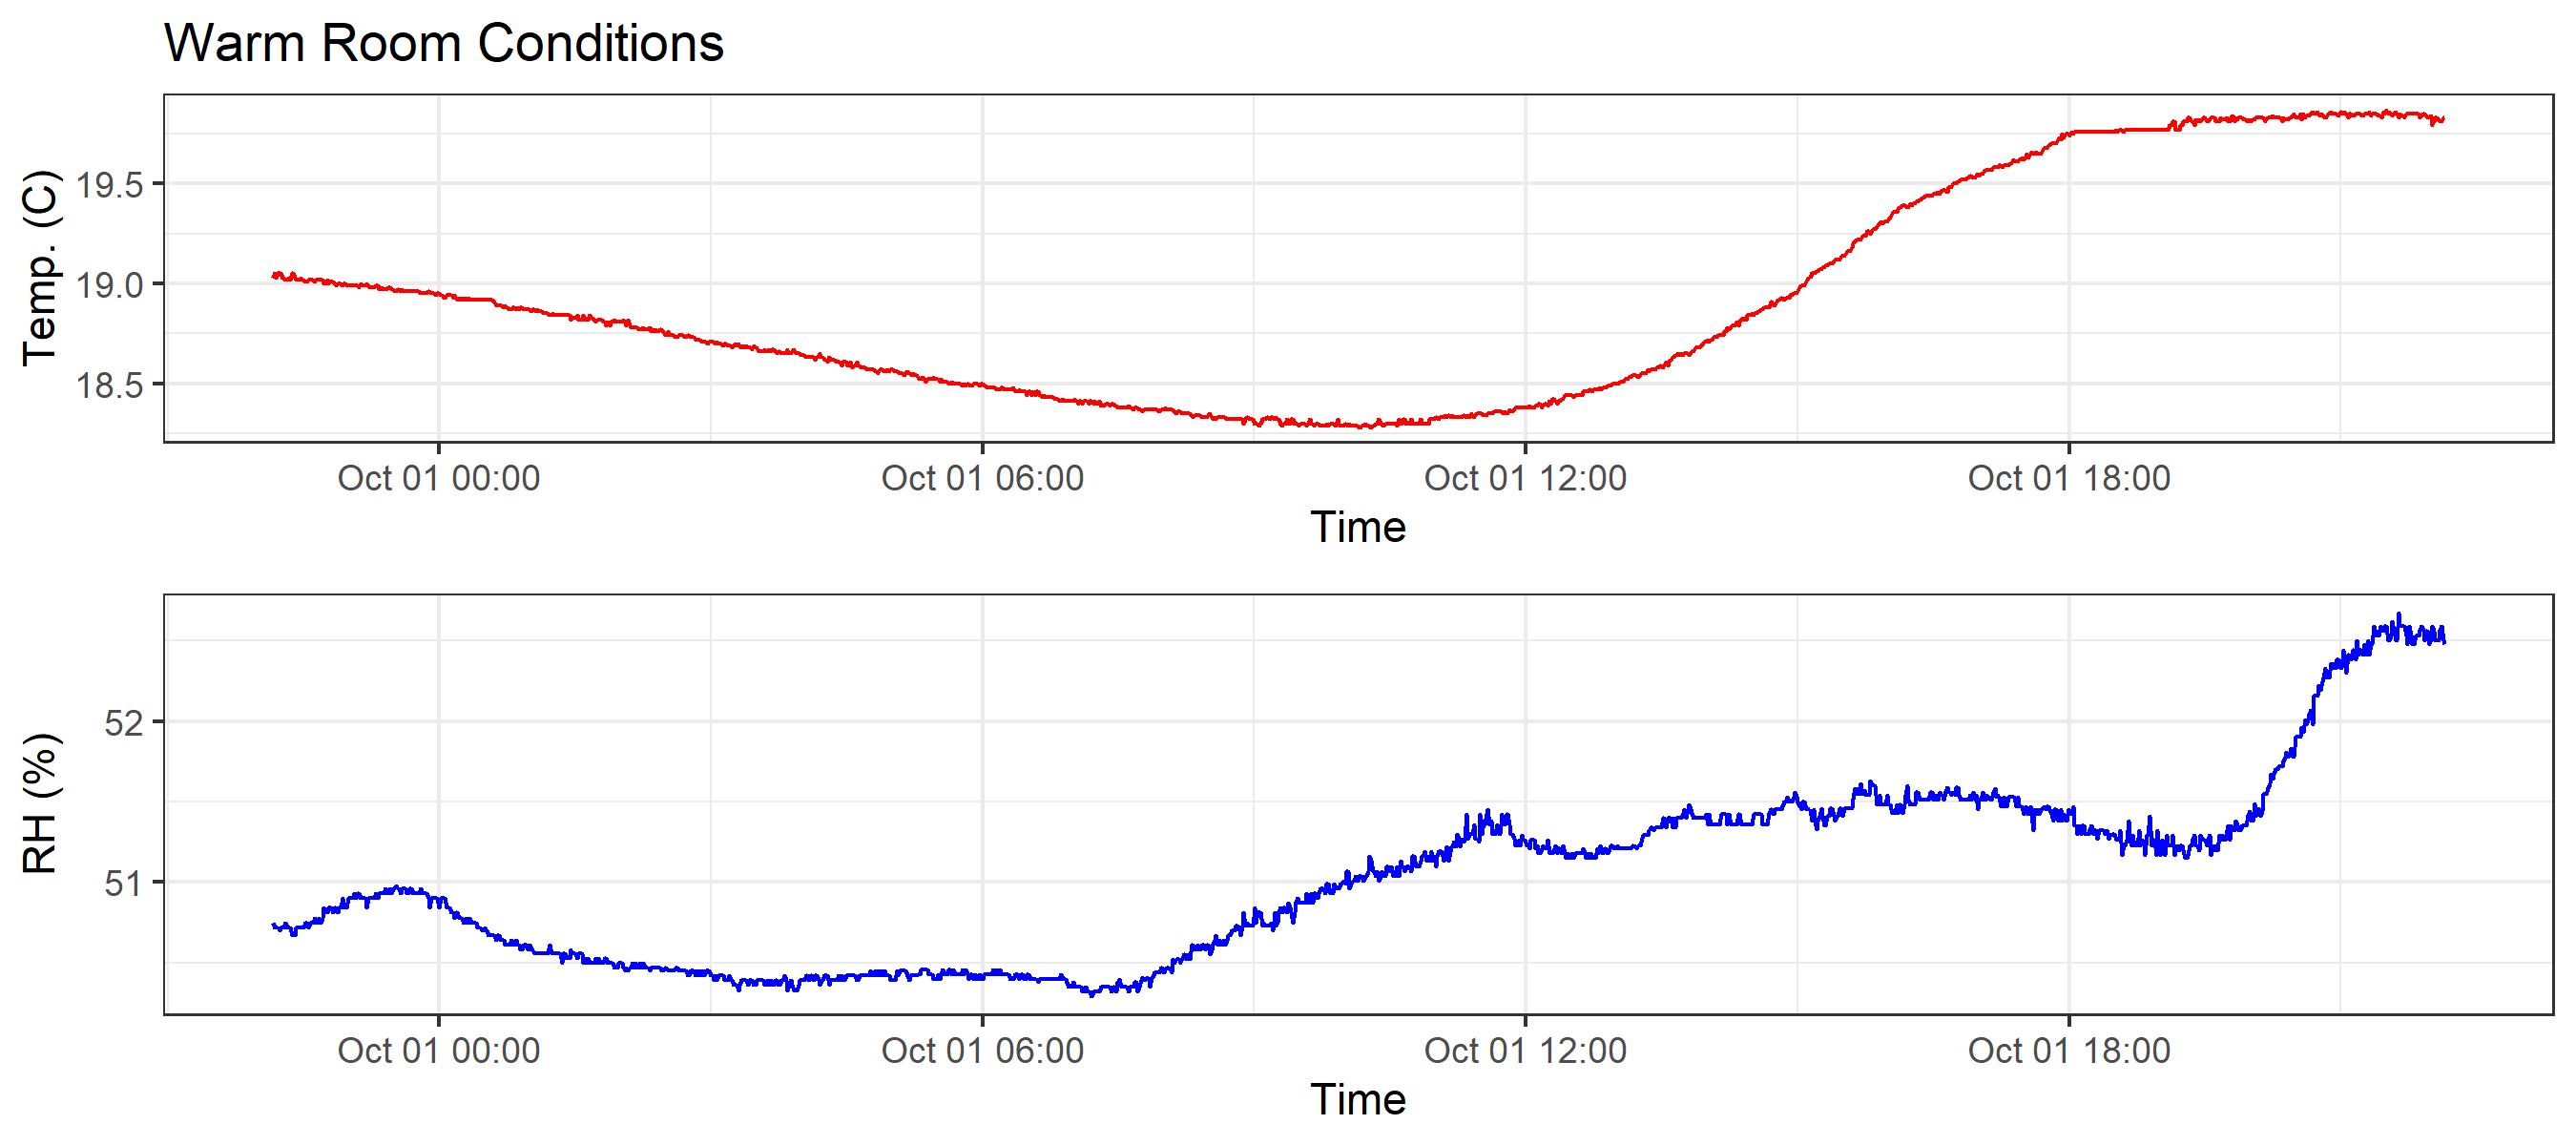 Warm Room Conditions
Temp. (C)
19.5
19.0
18.5
Oct 01 00:00 Oct 01 06:00 Oct 01 12:00 Oct 01 18:00
Time
RH (%)
52
51
Oct 01 00:00 Oct 01 06:00 Oct 01 12:00 Oct 01 18:00
Time